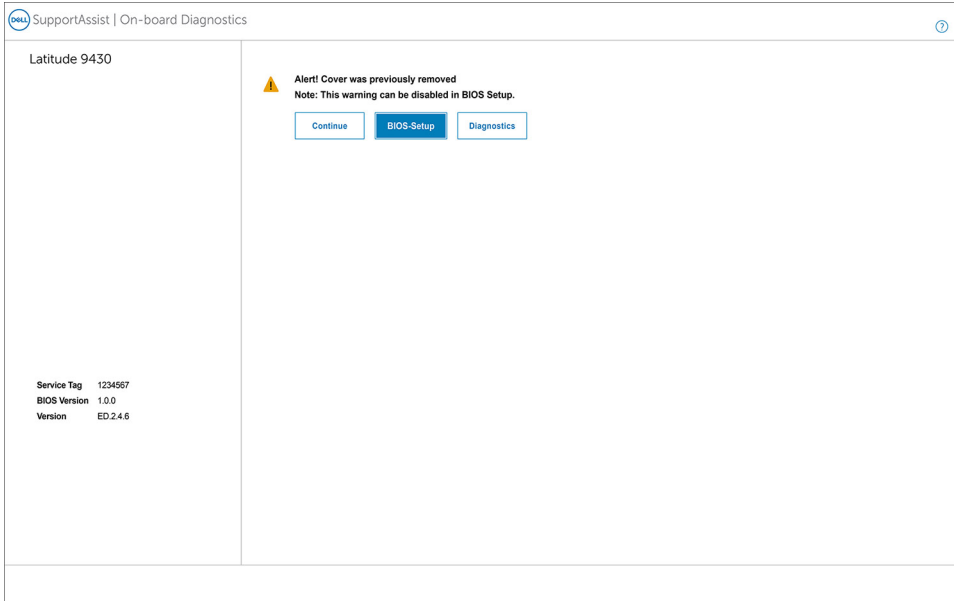 DELL SupportAssist | On-board Diagnostics
?
Latitude 9430
Alert! Cover was previously removed
Note: This warning can be disabled in BIOS Setup.
Continue BIOS-Setup Diagnostics
Service Tag 1234567
BIOS Version 1.0.0
Version ED.2.4.6